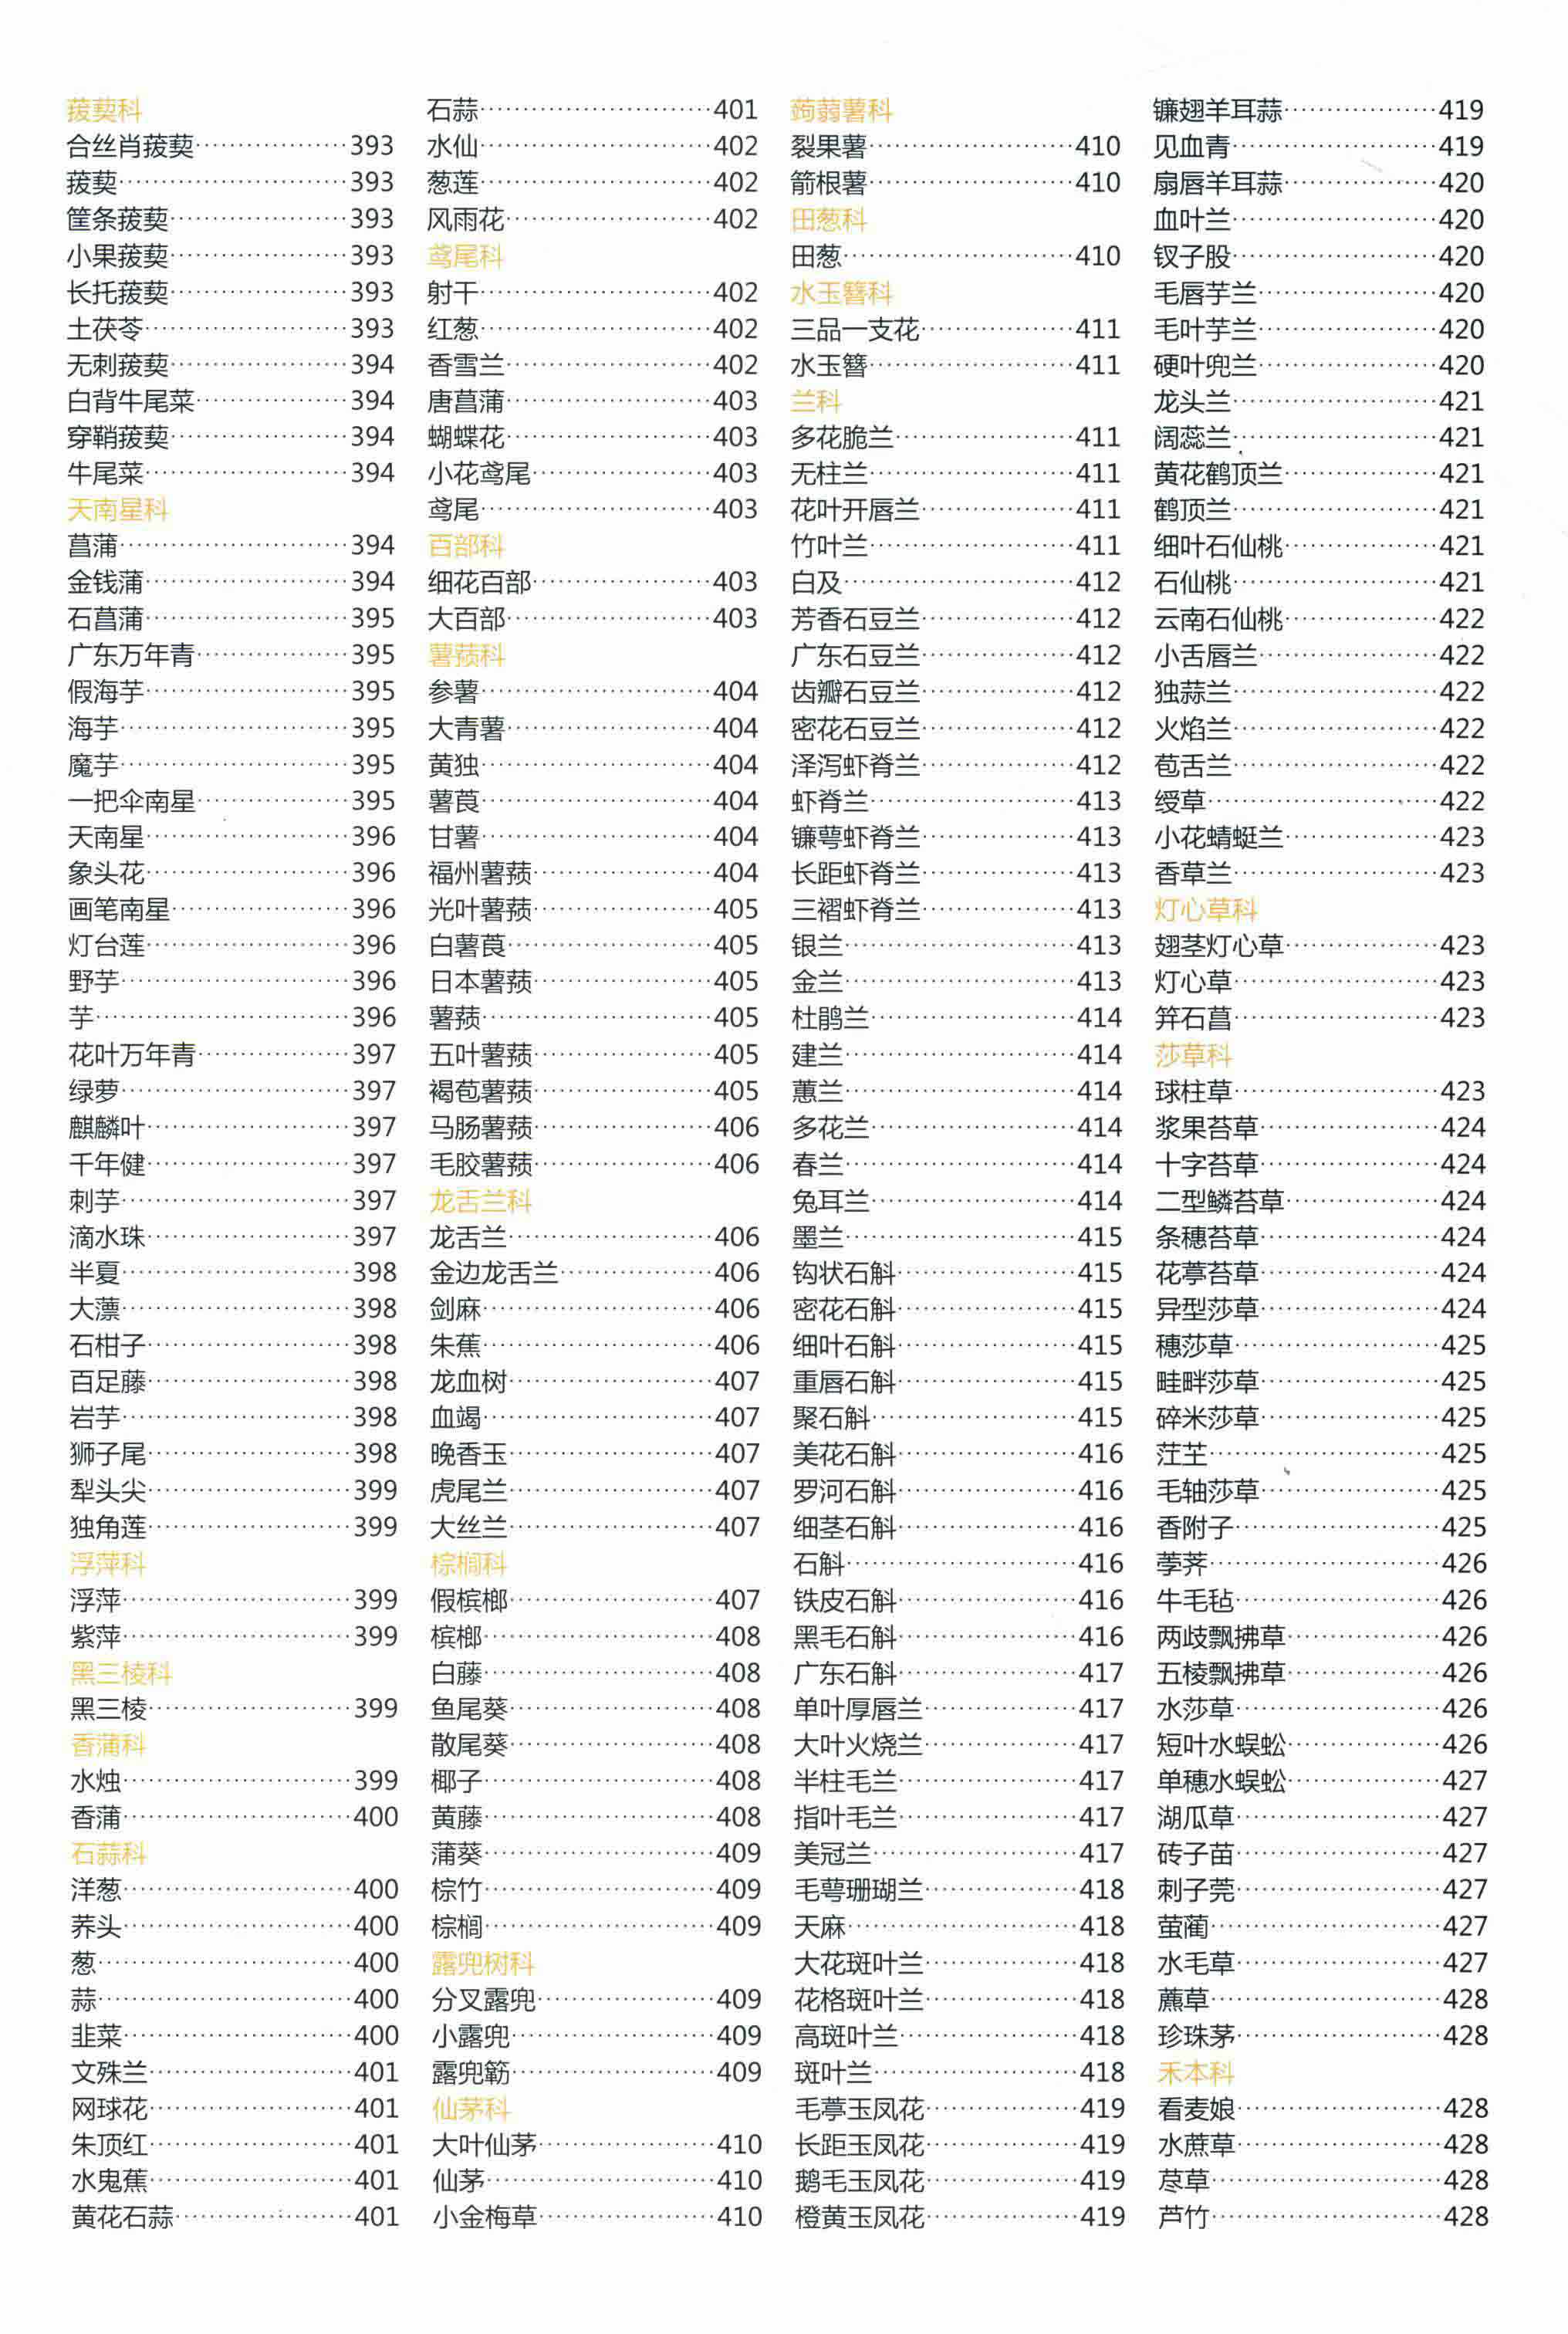 菝葜科
合丝肖菝葜…………393
菝葜…………393
筐条菝葜…………393
小果菝葜…………393
长托菝葜…………393
土茯苓…………393
无刺菝葜…………394
白背牛尾菜…………394
穿鞘菝葜…………394
牛尾菜…………394
天南星科
菖蒲…………394
金钱蒲…………394
石菖蒲…………395
广东万年青…………395
假海芋…………395
海芋…………395
魔芋…………395
一把伞南星…………395
天南星…………396
象头花…………396
画笔南星…………396
灯台莲…………396
野芋…………396
芋…………396
花叶万年青…………397
绿萝…………397
麒麟叶…………397
千年健…………397
刺芋…………397
滴水珠…………397
半夏…………398
大薸…………398
石柑子…………398
百足藤…………398
岩芋…………398
狮子尾…………398
犁头尖…………399
独角莲…………399
浮萍科
浮萍…………399
紫萍…………399
黑三棱科
黑三棱…………399
香蒲科
水烛…………399
香蒲…………400
石蒜科
洋葱…………400
荞头…………400
葱…………400
蒜…………400
韭菜…………400
文殊兰…………401
网球花…………401
朱顶红…………401
水鬼蕉…………401
黄花石蒜…………401
石蒜…………401
水仙…………402
葱莲…………402
风雨花…………402
鸢尾科
射干…………402
红葱…………402
香雪兰…………402
唐菖蒲…………403
蝴蝶花…………403
小花鸢尾…………403
鸢尾…………403
百部科
细花百部…………403
大百部…………403
薯蓣科
参薯…………404
大青薯…………404
黄独…………404
薯莨…………404
甘薯…………404
福州薯蓣…………404
光叶薯蓣…………405
白薯莨…………405
日本薯蓣…………405
薯蓣…………405
五叶薯蓣…………405
褐苞薯蓣…………405
马肠薯蓣…………406
毛胶薯蓣…………406
龙舌兰科
龙舌兰…………406
金边龙舌兰…………406
剑麻…………406
朱蕉…………406
龙血树…………407
血竭…………407
晚香玉…………407
虎尾兰…………407
大丝兰…………407
棕榈科
假槟榔…………407
槟榔…………408
白藤…………408
鱼尾葵…………408
散尾葵…………408
椰子…………408
黄藤…………408
蒲葵…………409
棕竹…………409
棕榈…………409
露兜树科
分叉露兜…………409
小露兜…………409
露兜簕…………409
仙茅科
大叶仙茅…………410
仙茅…………410
小金梅草…………410
蒟蒻薯科
裂果薯…………410
箭根薯…………410
田葱科
田葱…………410
水玉簪科
三品一支花…………411
水玉簪…………411
兰科
多花脆兰…………411
无柱兰…………411
花叶开唇兰…………411
竹叶兰…………411
白及…………412
芳香石豆兰…………412
广东石豆兰…………412
齿瓣石豆兰…………412
密花石豆兰…………412
泽泻虾脊兰…………412
虾脊兰…………413
镰萼虾脊兰…………413
长距虾脊兰…………413
三褶虾脊兰…………413
银兰…………413
金兰…………413
杜鹃兰…………414
建兰…………414
蕙兰…………414
多花兰…………414
春兰…………414
兔耳兰…………414
墨兰…………415
钩状石斛…………415
密花石斛…………415
细叶石斛…………415
重唇石斛…………415
聚石斛…………415
美花石斛…………416
罗河石斛…………416
细茎石斛…………416
石斛…………416
铁皮石斛…………416
黑毛石斛…………416
广东石斛…………417
单叶厚唇兰…………417
大叶火烧兰…………417
半柱毛兰…………417
指叶毛兰…………417
美冠兰…………417
毛萼珊瑚兰…………418
天麻…………418
大花斑叶兰…………418
花格斑叶兰…………418
高斑叶兰…………418
斑叶兰…………418
毛葶玉凤花…………419
长距玉凤花…………419
鹅毛玉凤花…………419
橙黄玉凤花…………419
镰翅羊耳蒜…………419
见血青…………419
扇唇羊耳蒜…………420
血叶兰…………420
钗子股…………420
毛唇芋兰…………420
毛叶芋兰…………420
硬叶兜兰…………420
龙头兰…………421
阔蕊兰…………421
黄花鹤顶兰…………421
鹤顶兰…………421
细叶石仙桃…………421
石仙桃…………421
云南石仙桃…………422
小舌唇兰…………422
独蒜兰…………422
火焰兰…………422
苞舌兰…………422
绶草…………422
小花蜻蜓兰…………423
香草兰…………423
灯心草科
翅茎灯心草…………423
灯心草…………423
笄石菖…………423
莎草科
球柱草…………423
浆果苔草…………424
十字苔草…………424
二型鳞苔草…………424
条穗苔草…………424
花葶苔草…………424
异型莎草…………424
穗莎草…………425
畦畔莎草…………425
碎米莎草…………425
茳芏…………425
毛轴莎草…………425
香附子…………425
荸荠…………426
牛毛毡…………426
两歧飘拂草…………426
五棱飘拂草…………426
水莎草…………426
短叶水蜈蚣…………426
单穗水蜈蚣…………427
湖瓜草…………427
砖子苗…………427
刺子莞…………427
萤蔺…………427
水毛草…………427
藨草…………428
珍珠茅…………428
禾本科
看麦娘…………428
水蔗草…………428
荩草…………428
芦竹…………428